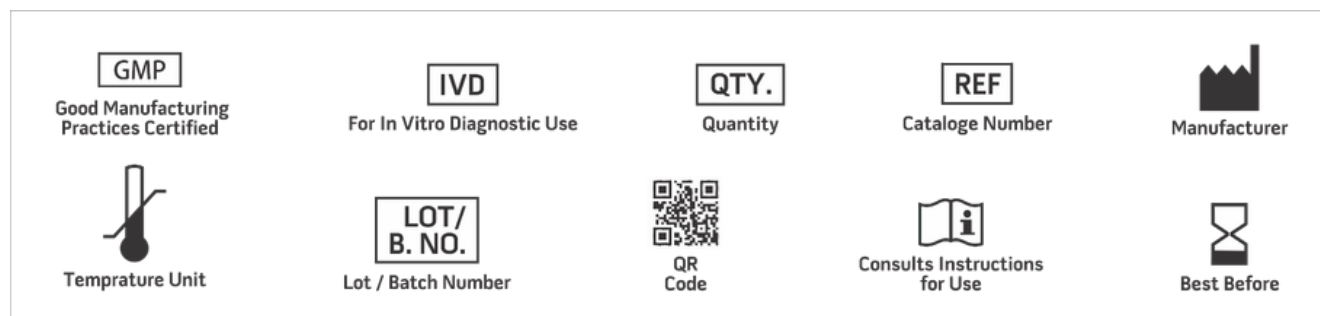 GMP
Good Manufacturing
Practices Certified
IVD
For In Vitro Diagnostic Use
QTY.
Quantity
REF
Cataloge Number
Manufacturer
Temprature Unit
LOT/
B. NO.
Lot / Batch Number
QR
Code
i
Consults Instructions
for Use
Best Before